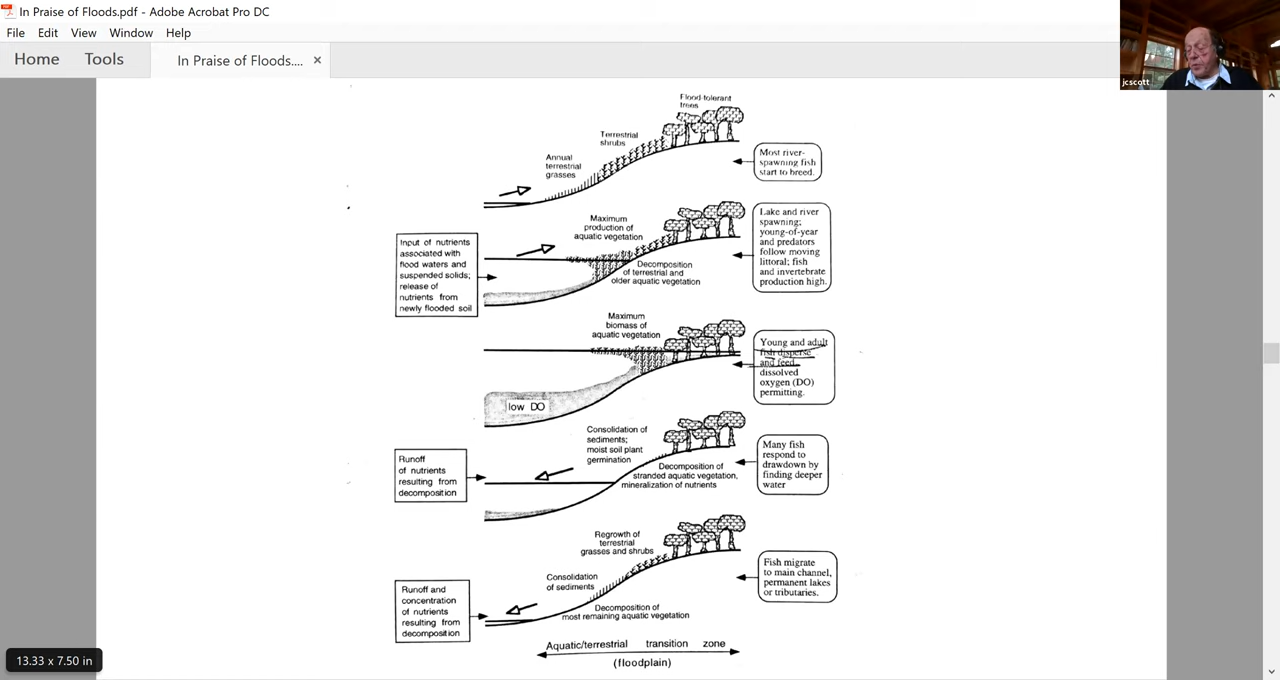 In Praise of Floods.pdf - Adobe Acrobat Pro DC
File Edit View Window Help
Home Tools In Praise of Floods.... ×
jcscott
Flood-tolerant
trees
Terrestrial
shrubs
Annual
terrestrial
grasses
Most river-
spawning fish
start to breed.
Input of nutrients
associated with
flood waters and
suspended solids;
release of
nutrients from
newly flooded soil
Maximum
production of
aquatic vegetation
Decomposition
of terrestrial and
older aquatic vegetation
Lake and river
spawning;
young-of-year
and predators
follow moving
littoral; fish
and invertebrate
production high.
Maximum
biomass of
aquatic vegetation
low DO
Young and adult
fish disperse
and feed,
dissolved
oxygen (DO)
permitting.
Runoff
of nutrients
resulting from
decomposition
Consolidation of
sediments;
moist soil plant
germination
Decomposition of
stranded aquatic vegetation,
mineralization of nutrients
Many fish
respond to
drawdown by
finding deeper
water
Runoff and
concentration
of nutrients
resulting from
decomposition
Regrowth of
terrestrial
grasses and shrubs
Consolidation
of sediments
Decomposition of
most remaining aquatic vegetation
Fish migrate
to main channel,
permanent lakes
or tributaries.
Aquatic/terrestrial transition zone
(floodplain)
13.33 x 7.50 in